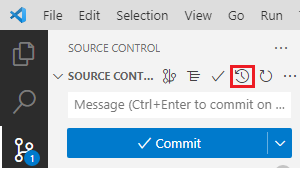 File Edit Selection View Go Run
SOURCE CONTROL
SOURCE CONT...
Message (Ctrl+Enter to commit on ...
Commit
1